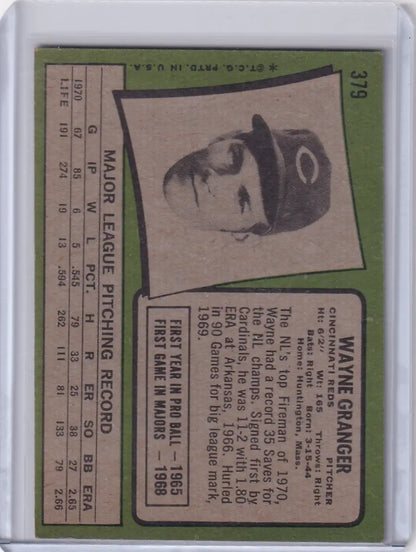 379
WAYNE GRANGER
CINCINNATI REDS PITCHER
Ht: 6'2" Wt: 165 Throws: Right
Bats: Right Born: 3-15-44
Home: Huntington, Mass.
The NL's top Fireman of 1970,
Wayne had a record 35 Saves for
the NL champs. Signed first by
Cardinals, he was 11-2 with 1.80
ERA at Arkansas, 1966. Hurled
in 90 Games for big league mark,
1969.
FIRST YEAR IN PRO BALL — 1965
FIRST GAME IN MAJORS — 1968
C
MAJOR LEAGUE PITCHING RECORD
G IP W L PCT. H R ER SO BB ERA
1970 67 85 6 5 .545 79 33 25 38 27 2.65
LIFE 191 274 19 13 .594 262 111 81 133 79 2.66
*©T.C.G. PRTD. IN U.S.A.